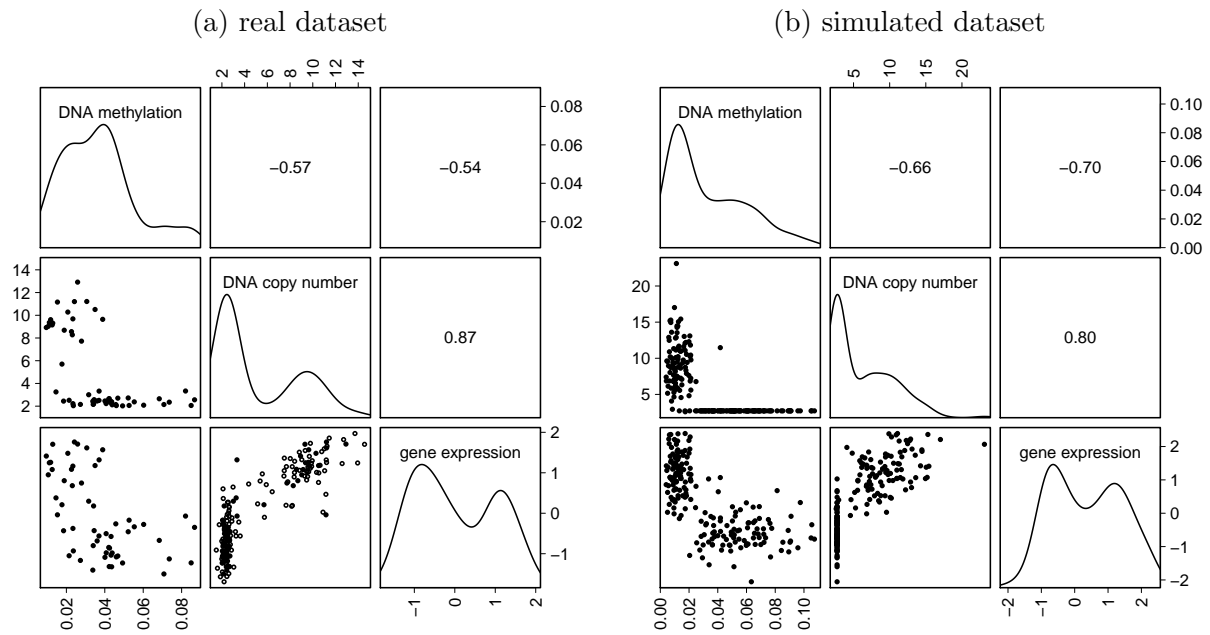 (a) real dataset
(b) simulated dataset
2 4 6 8 10 12 14
5 10 15 20
DNA methylation
−0.57
−0.54
0.08
0.06
0.04
0.02
DNA methylation
−0.66
−0.70
0.10
0.08
0.06
0.04
0.02
0.00
14
12
10
8
6
4
2
DNA copy number
0.87
20
15
10
5
DNA copy number
0.80
gene expression
2
1
0
−1
gene expression
2
1
0
−1
−2
0.02 0.04 0.06 0.08
−1 0 1 2
0.00 0.02 0.04 0.06 0.08 0.10
−2 −1 0 1 2